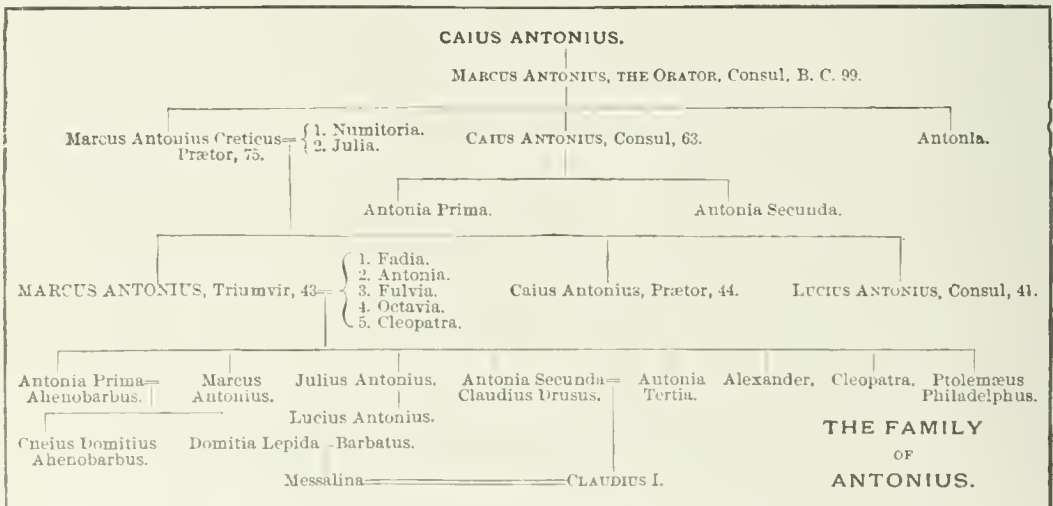 CAIUS ANTONIUS.
MARCUS ANTONIUS, THE ORATOR, Consul, B. C. 99.
Marcus Antonius Creticus= { 1. Numitoria.
Prætor, 75. 2. Julia.
CAIUS ANTONIUS, Consul, 63.
Antonia.
Antonia Prima.
Antonia Secunda.
MARCUS ANTONIUS, Triumvir, 43=
1. Fadia.
2. Antonia.
3. Fulvia.
4. Octavia.
5. Cleopatra.
Caius Antonius, Prætor, 44.
LUCIUS ANTONIUS, Consul, 41.
Antonia Prima=
Ahenobarbus.
Marcus
Antonius.
Julius Antonius.
Lucius Antonius.
Antonia Secunda=
Claudius Drusus.
Antonia
Tertia.
Alexander.
Cleopatra.
Ptolemæus
Philadelphus.
Cneius Domitius
Ahenobarbus.
Domitia Lepida=Barbatus.
Messalina=CLAUDIUS I.
THE FAMILY
OF
ANTONIUS.